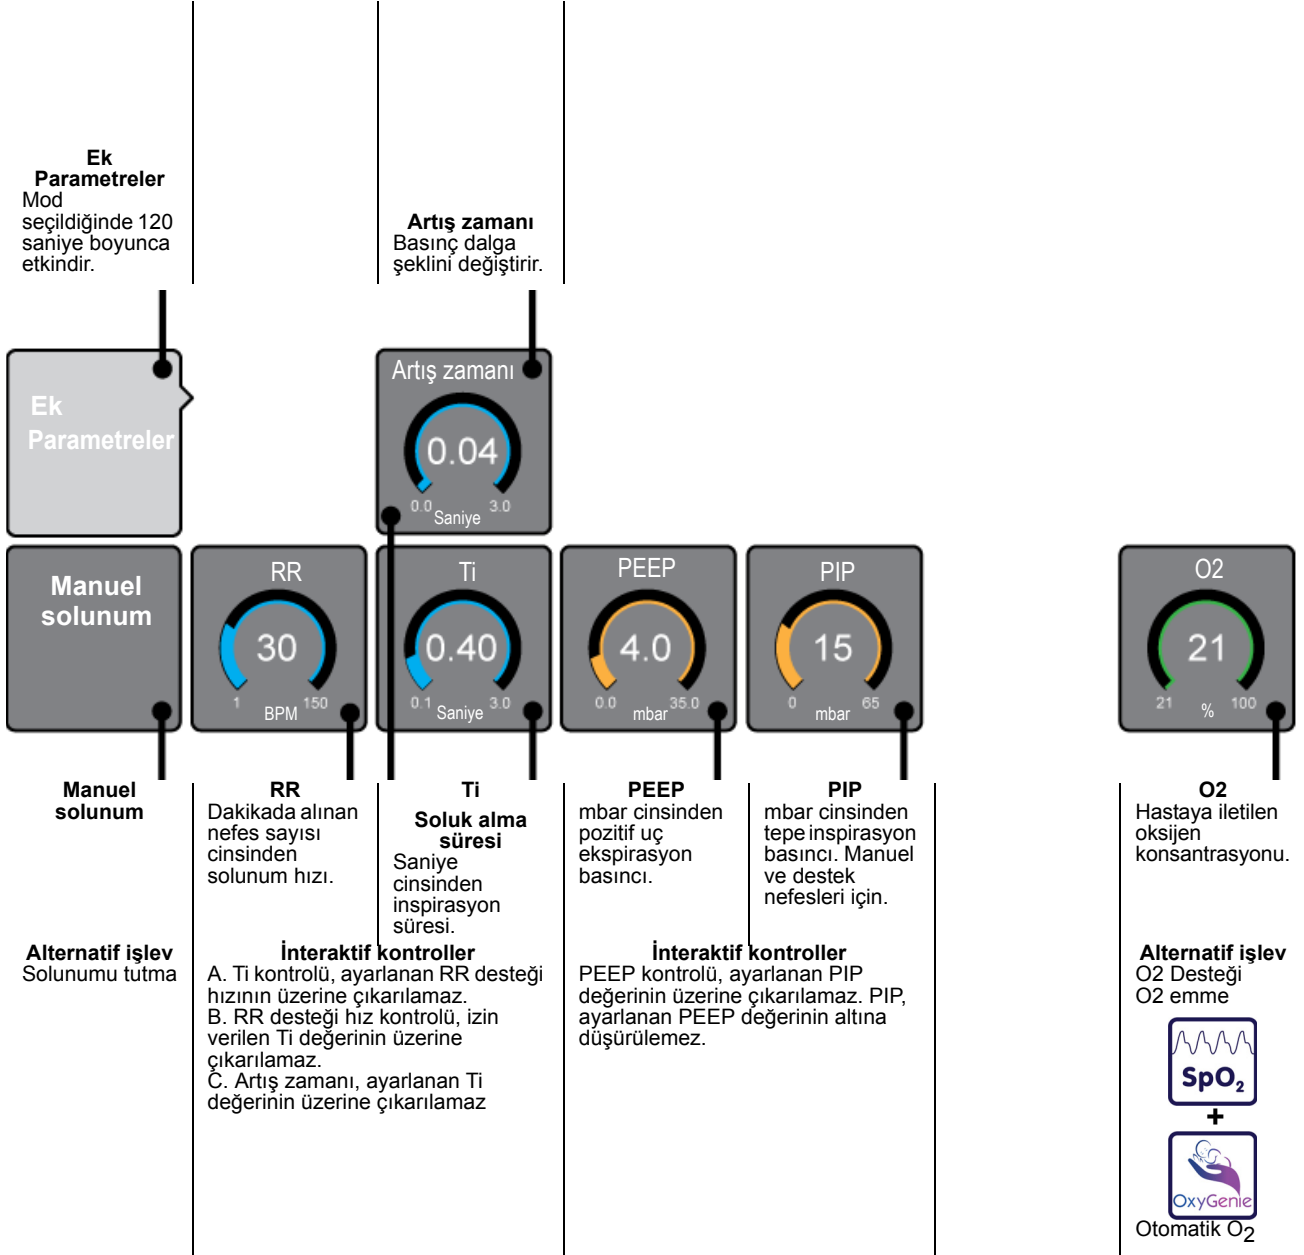 Ek
Parametreler
Mod
seçildiğinde 120
saniye boyunca
etkindir.
Artış zamanı
Basınç dalga
şeklini değiştirir.
Ek
Parametreler
Artış zamanı
0.04
0.0
3.0
Saniye
Manuel
solunum
RR
30
1
150
BPM
Ti
0.40
0.1
3.0
Saniye
PEEP
4.0
0.0
35.0
mbar
PIP
15
0
65
mbar
O2
21
21
100
%
Manuel
solunum
RR
Dakikada alınan
nefes sayısı
cinsinden
solunum hızı.
Ti
Soluk alma
süresi
Saniye
cinsinden
inspirasyon
süresi.
PEEP
mbar cinsinden
pozitif uç
ekspirasyon
basıncı.
PIP
mbar cinsinden
tepe inspirasyon
basıncı. Manuel
ve destek
nefesleri için.
O2
Hastaya iletilen
oksijen
konsantrasyonu.
Alternatif işlev
Solunumu tutma
İnteraktif kontroller
A. Ti kontrolü, ayarlanan RR desteği
hızının üzerine çıkarılamaz.
B. RR desteği hız kontrolü, izin
verilen Ti değerinin üzerine
çıkarılamaz.
C. Artış zamanı, ayarlanan Ti
değerinin üzerine çıkarılamaz
İnteraktif kontroller
PEEP kontrolü, ayarlanan PIP
değerinin üzerine çıkarılamaz. PIP,
ayarlanan PEEP değerinin altına
düşürülemez.
Alternatif işlev
O2 Desteği
O2 emme
SpO2
+
OxyGenie
Otomatik O2